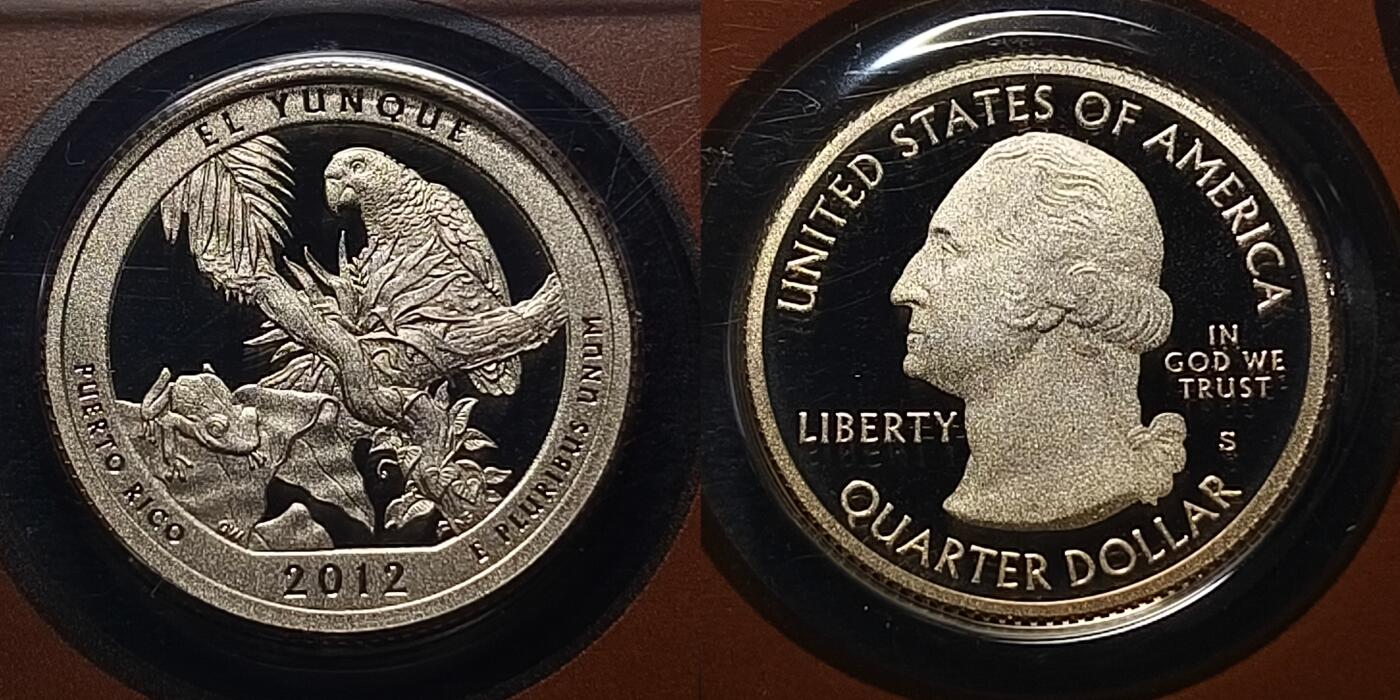 EL YUNQUE
PUERTO RICO
E PLURIBUS UNUM
2012
UNITED STATES OF AMERICA
IN
GOD WE
TRUST
LIBERTY
S
QUARTER DOLLAR